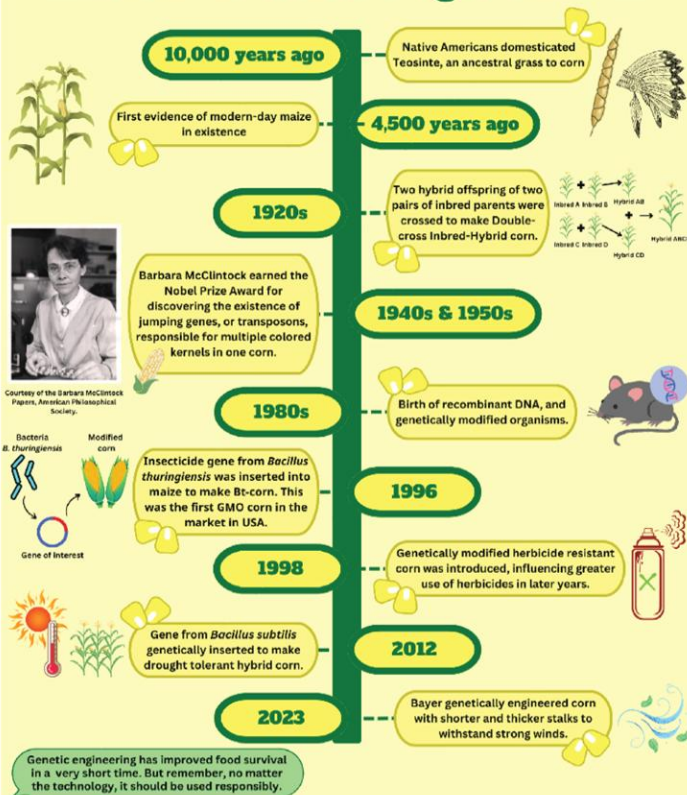 10,000 years ago
Native Americans domesticated
Teosinte, an ancestral grass to corn
First evidence of modern-day maize
in existence
4,500 years ago
1920s
Two hybrid offspring of two
pairs of inbred parents were
crossed to make Double-
cross Inbred-Hybrid corn.
Inbred A Inbred B Hybrid AB
Inbred C Inbred D
Hybrid CD
Barbara McClintock earned the
Nobel Prize Award for
discovering the existence of
jumping genes, or transposons,
responsible for multiple colored
kernels in one corn.
1940s & 1950s
Courtesy of the Barbara McClintock
Papers, American Philosophical
Society.
1980s
Birth of recombinant DNA, and
genetically modified organisms.
Bacteria
B. thuringiensis
Modified
corn
Gene of Interest
Insecticide gene from Bacillus
thuringiensis was inserted into
maize to make Bt-corn. This
was the first GMO corn in the
market in USA.
1996
1998
Genetically modified herbicide resistant
corn was introduced, influencing greater
use of herbicides in later years.
Gene from Bacillus subtilis
genetically inserted to make
drought tolerant hybrid corn.
2012
2023
Bayer genetically engineered corn
with shorter and thicker stalks to
withstand strong winds.
Genetic engineering has improved food survival
in a very short time. But remember, no matter
the technology, it should be used responsibly.